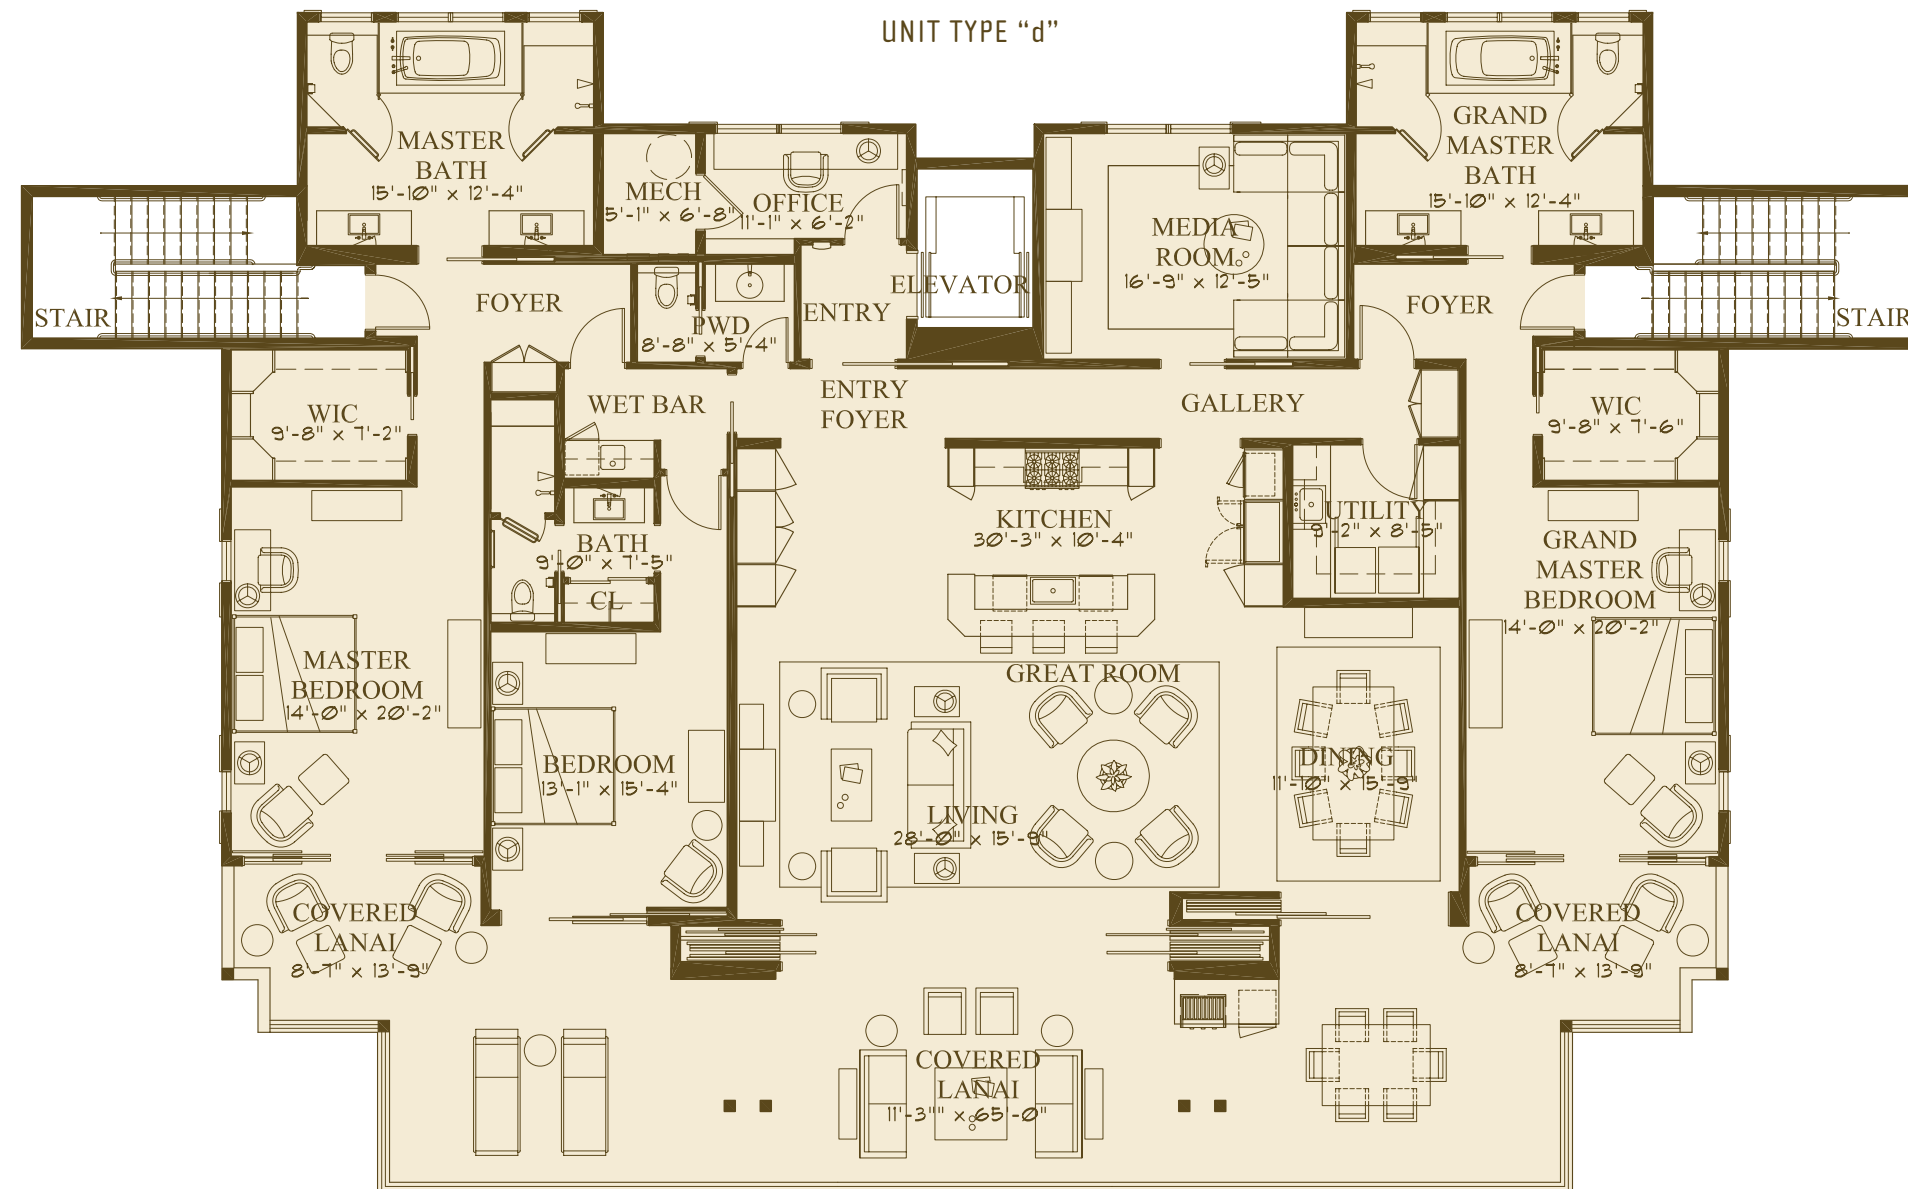 UNIT TYPE “d”
MASTER
BATH
15'-10" x 12'-4"
MECH
5'-1" x 6'-8"
OFFICE
11'-1" x 6'-2"
MEDIA
ROOM
16'-9" x 12'-5"
GRAND
MASTER
BATH
15'-10" x 12'-4"
STAIR
FOYER
PWD
8'-8" x 5'-4"
ENTRY
ELEVATOR
FOYER
STAIR
WIC
9'-8" x 7'-2"
WET BAR
ENTRY
FOYER
GALLERY
WIC
9'-8" x 7'-6"
BATH
9'-0" x 7'-5"
CL
KITCHEN
30'-3" x 10'-4"
UTILITY
9'-2" x 8'-5"
GRAND
MASTER
BEDROOM
14'-0" x 20'-2"
MASTER
BEDROOM
14'-0" x 20'-2"
BEDROOM
13'-1" x 15'-4"
GREAT ROOM
LIVING
28'-0" x 15'-9"
DINING
11'-10" x 15'-9"
COVERED
LANAI
8'-7" x 13'-9"
COVERED
LANAI
8'-7" x 13'-9"
COVERED
LANAI
11'-3"" x 65'-0"